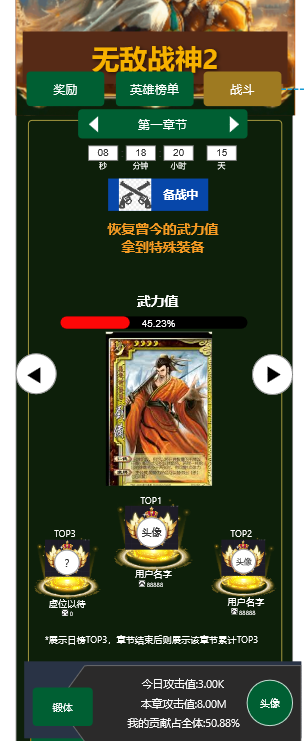 无敌战神2
奖励 英雄榜单 战斗
第一章节
08 18 20 15
秒 分钟 小时 天
备战中
恢复曾今的武力值
拿到特殊装备
武力值
45.23%
TOP1
头像
用户名字
88888
TOP3 TOP2
? 头像
虚位以待 用户名字
0 88888
*展示日榜TOP3，章节结束后则展示该章节累计TOP3
今日攻击值:3.00K
锻体 本章攻击值:8.00M 头像
我的贡献占全体:50.88%